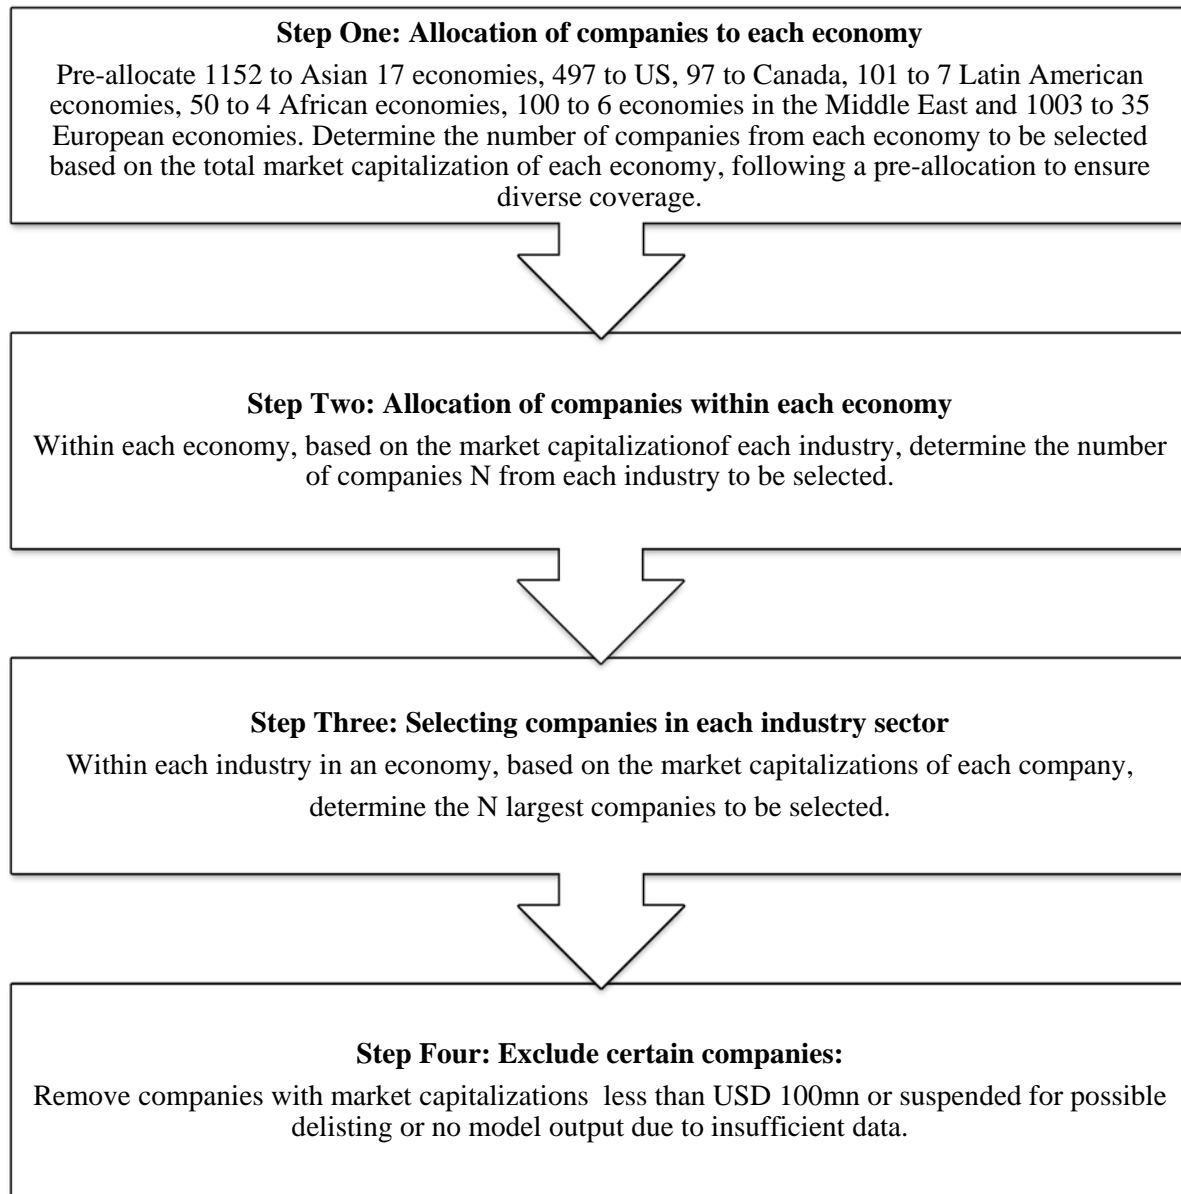 Step One: Allocation of companies to each economy
Pre-allocate 1152 to Asian 17 economies, 497 to US, 97 to Canada, 101 to 7 Latin American
economies, 50 to 4 African economies, 100 to 6 economies in the Middle East and 1003 to 35
European economies. Determine the number of companies from each economy to be selected
based on the total market capitalization of each economy, following a pre-allocation to ensure
diverse coverage.
Step Two: Allocation of companies within each economy
Within each economy, based on the market capitalizationof each industry, determine the number
of companies N from each industry to be selected.
Step Three: Selecting companies in each industry sector
Within each industry in an economy, based on the market capitalizations of each company,
determine the N largest companies to be selected.
Step Four: Exclude certain companies:
Remove companies with market capitalizations  less than USD 100mn or suspended for possible
delisting or no model output due to insufficient data.